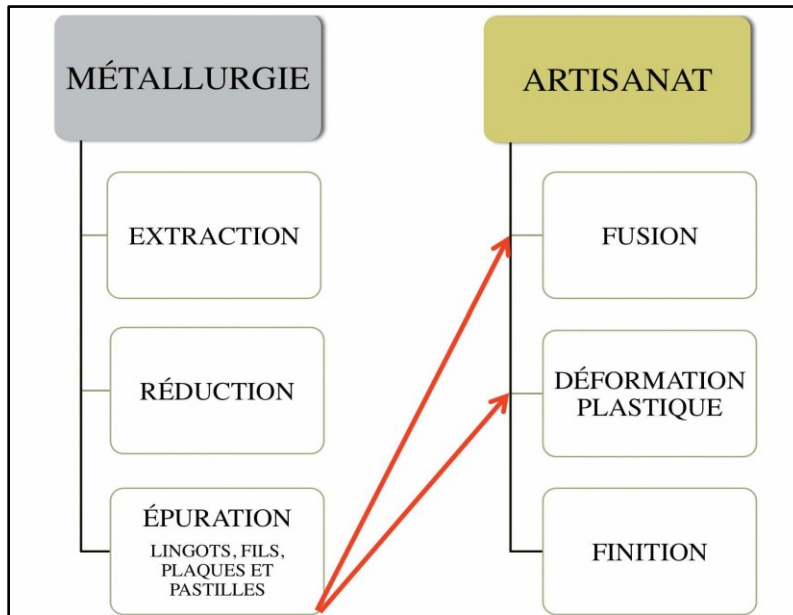 MÉTALLURGIE
EXTRACTION
RÉDUCTION
ÉPURATION
LINGOTS, FILS,
PLAQUES ET
PASTILLES
ARTISANAT
FUSION
DÉFORMATION
PLASTIQUE
FINITION